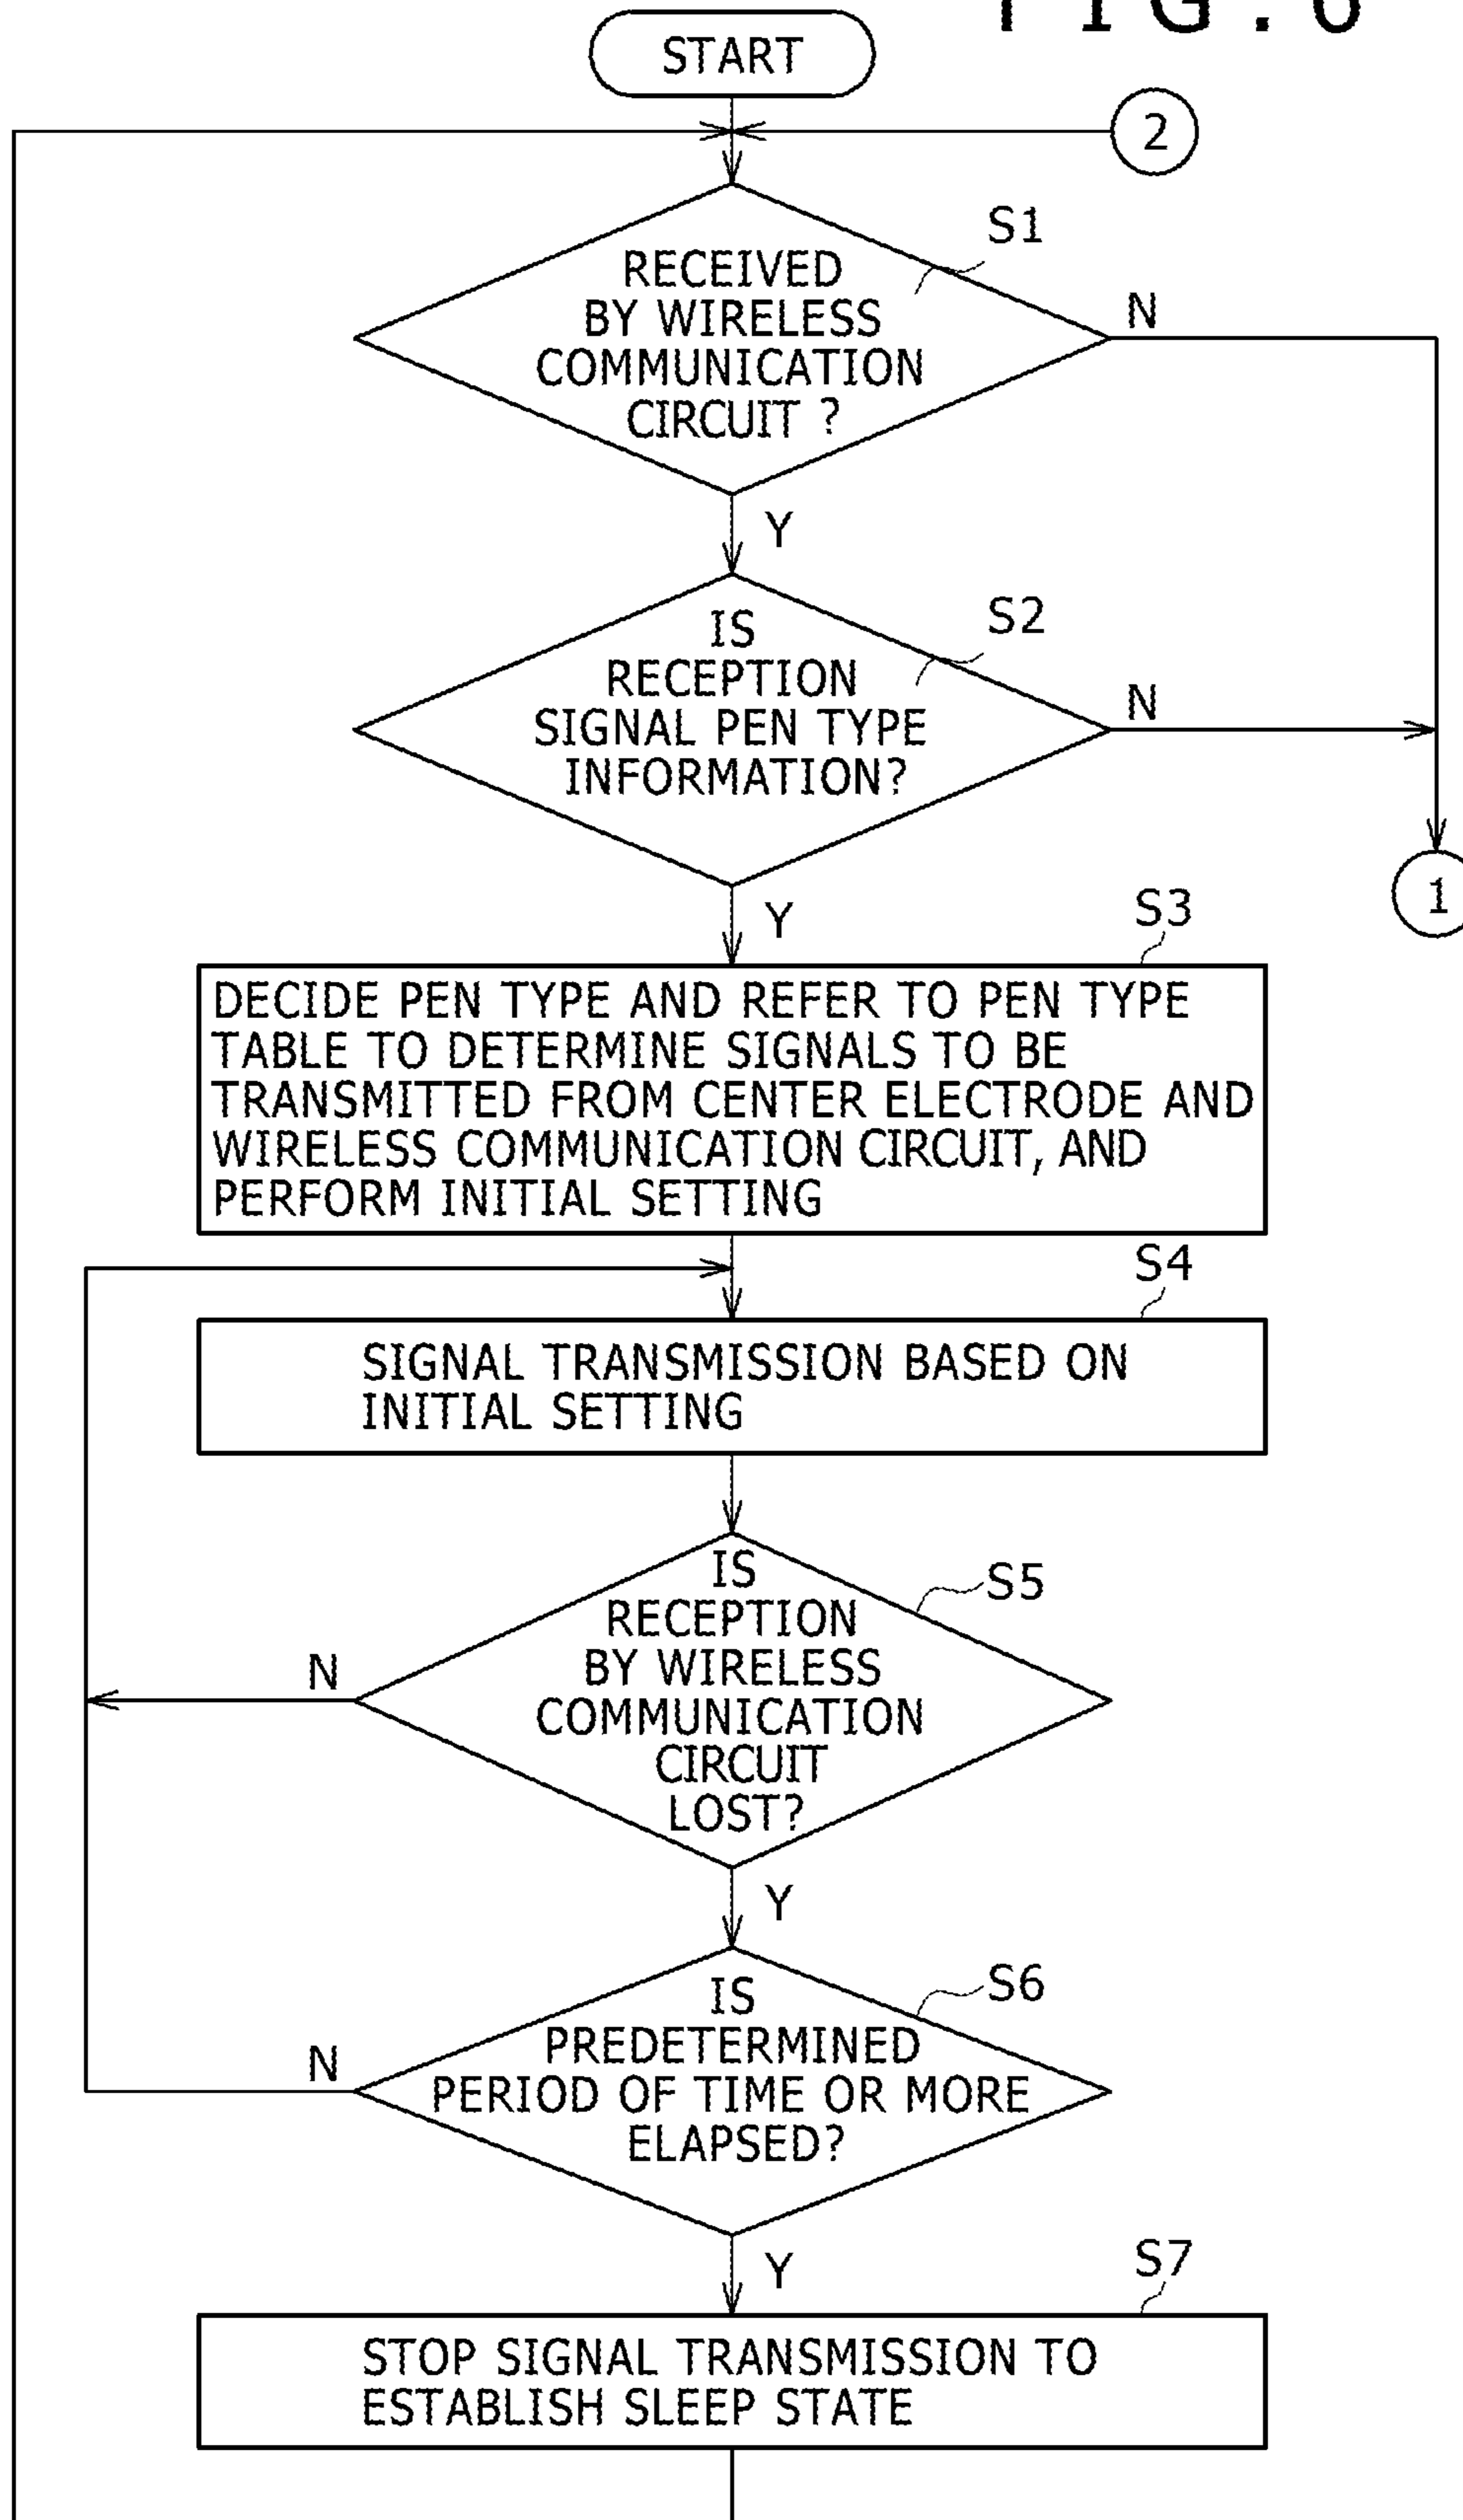 FIG.6
START
2
S1
RECEIVED
BY WIRELESS
COMMUNICATION
CIRCUIT ?
N
Y
S2
IS
RECEPTION
SIGNAL PEN TYPE
INFORMATION?
N
1
Y
S3
DECIDE PEN TYPE AND REFER TO PEN TYPE
TABLE TO DETERMINE SIGNALS TO BE
TRANSMITTED FROM CENTER ELECTRODE AND
WIRELESS COMMUNICATION CIRCUIT, AND
PERFORM INITIAL SETTING
S4
SIGNAL TRANSMISSION BASED ON
INITIAL SETTING
S5
IS
RECEPTION
BY WIRELESS
COMMUNICATION
CIRCUIT
LOST?
N
Y
S6
IS
PREDETERMINED
PERIOD OF TIME OR MORE
ELAPSED?
N
Y
S7
STOP SIGNAL TRANSMISSION TO
ESTABLISH SLEEP STATE